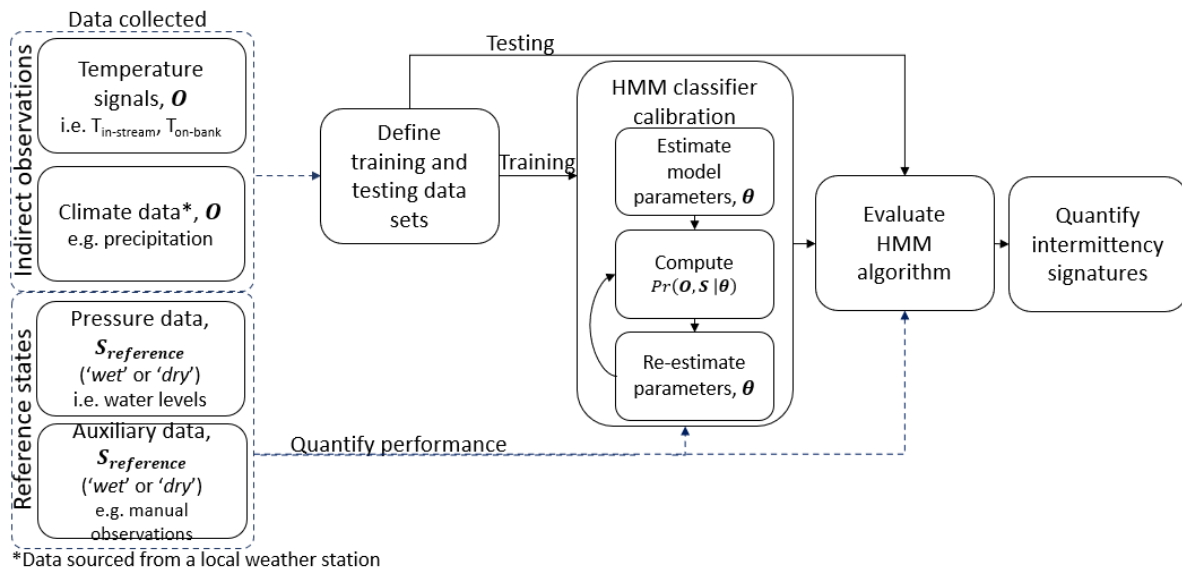 Data collected
Indirect observations
Temperature
signals, O
i.e. T_in-stream, T_on-bank
Climate data*, O
e.g. precipitation
Reference states
Pressure data,
S_reference
(‘wet’ or ‘dry’)
i.e. water levels
Auxiliary data,
S_reference
(‘wet’ or ‘dry’)
e.g. manual
observations
*Data sourced from a local weather station
Define
training and
testing data
sets
Testing
Training
Quantify performance
HMM classifier
calibration
Estimate
model
parameters, θ
Compute
Pr(O, S |θ)
Re-estimate
parameters, θ
Evaluate
HMM
algorithm
Quantify
intermittency
signatures